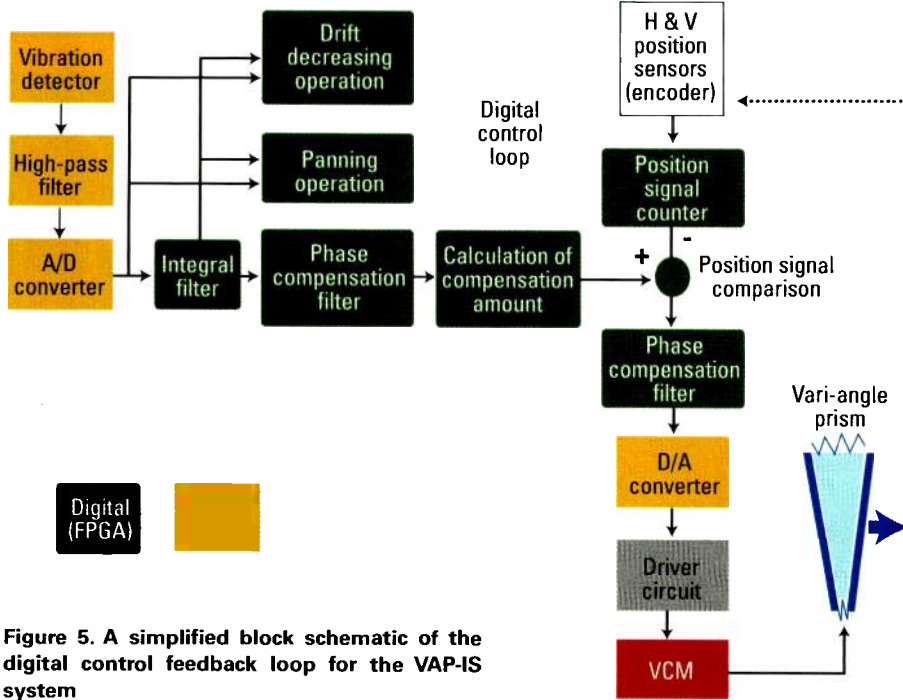 Vibration
detector
High-pass
filter
A/D
converter
Integral
filter
Drift
decreasing
operation
Panning
operation
Phase
compensation
filter
Calculation of
compensation
amount
Digital
control
loop
H & V
position
sensors
(encoder)
Position
signal
counter
-
+
Position signal
comparison
Phase
compensation
filter
D/A
converter
Driver
circuit
VCM
Vari-angle
prism
Digital
(FPGA)
Figure 5. A simplified block schematic of the
digital control feedback loop for the VAP-IS
system